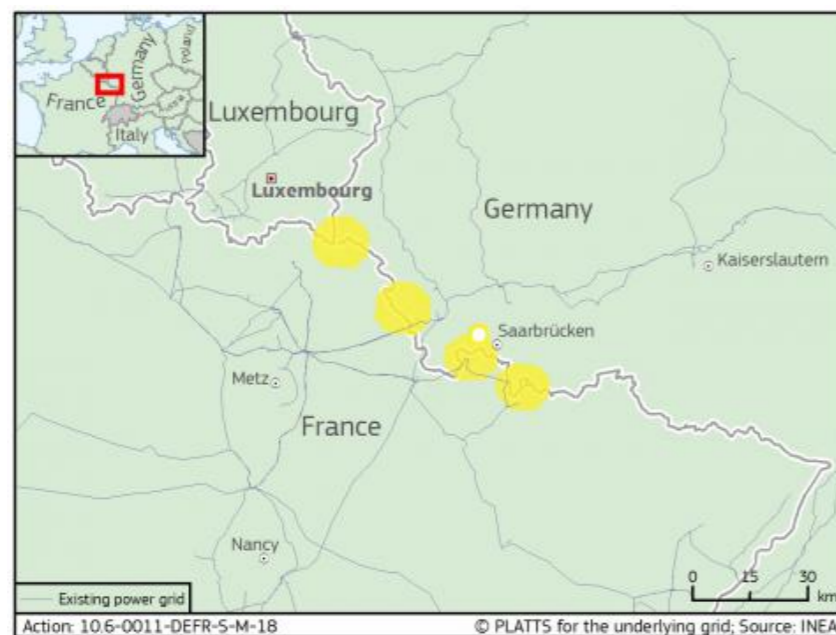 France
Germany
Poland
Italy
Luxembourg
Luxembourg
Germany
Kaiserslautern
Saarbrücken
Metz
France
Nancy
0 15 30
km
Existing power grid
Action: 10.6-0011-DEFR-S-M-18 © PLATTS for the underlying grid; Source: INEA